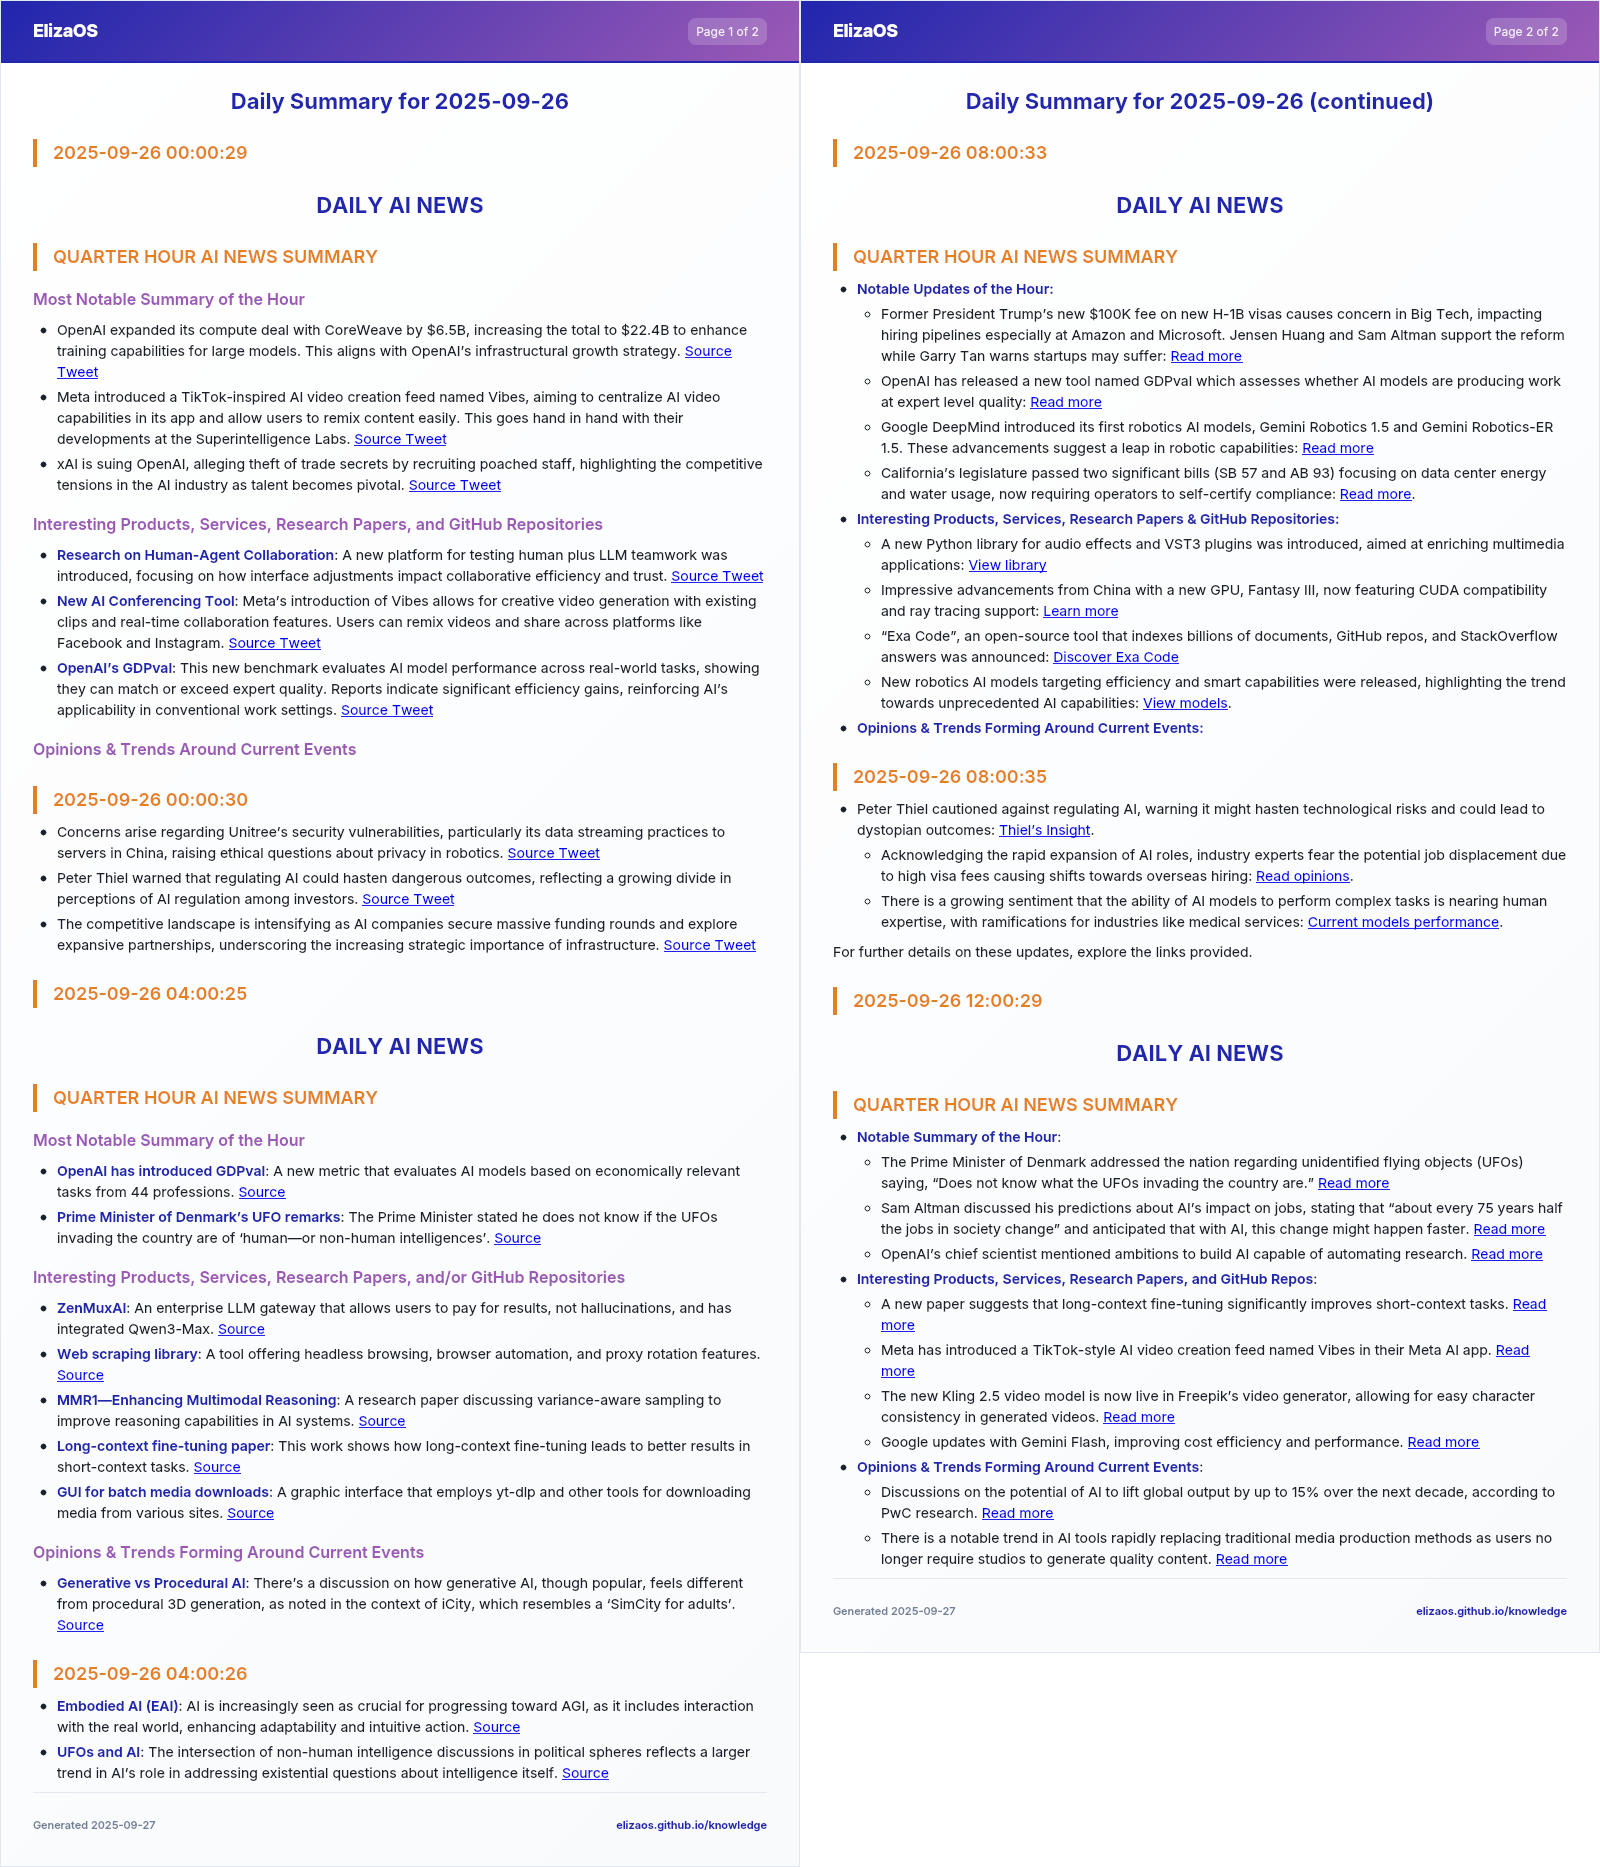 ElizaOS
Page 1 of 2
Daily Summary for 2025-09-26
2025-09-26 00:00:29
DAILY AI NEWS
QUARTER HOUR AI NEWS SUMMARY
Most Notable Summary of the Hour
• OpenAI expanded its compute deal with CoreWeave by $6.5B, increasing the total to $22.4B to enhance
training capabilities for large models. This aligns with OpenAI’s infrastructural growth strategy. Source
Tweet
• Meta introduced a TikTok-inspired AI video creation feed named Vibes, aiming to centralize AI video
capabilities in its app and allow users to remix content easily. This goes hand in hand with their
developments at the Superintelligence Labs. Source Tweet
• xAI is suing OpenAI, alleging theft of trade secrets by recruiting poached staff, highlighting the competitive
tensions in the AI industry as talent becomes pivotal. Source Tweet
Interesting Products, Services, Research Papers, and GitHub Repositories
• Research on Human-Agent Collaboration: A new platform for testing human plus LLM teamwork was
introduced, focusing on how interface adjustments impact collaborative efficiency and trust. Source Tweet
• New AI Conferencing Tool: Meta’s introduction of Vibes allows for creative video generation with existing
clips and real-time collaboration features. Users can remix videos and share across platforms like
Facebook and Instagram. Source Tweet
• OpenAI’s GDPval: This new benchmark evaluates AI model performance across real-world tasks, showing
they can match or exceed expert quality. Reports indicate significant efficiency gains, reinforcing AI’s
applicability in conventional work settings. Source Tweet
Opinions & Trends Around Current Events
2025-09-26 00:00:30
• Concerns arise regarding Unitree’s security vulnerabilities, particularly its data streaming practices to
servers in China, raising ethical questions about privacy in robotics. Source Tweet
• Peter Thiel warned that regulating AI could hasten dangerous outcomes, reflecting a growing divide in
perceptions of AI regulation among investors. Source Tweet
• The competitive landscape is intensifying as AI companies secure massive funding rounds and explore
expansive partnerships, underscoring the increasing strategic importance of infrastructure. Source Tweet
2025-09-26 04:00:25
DAILY AI NEWS
QUARTER HOUR AI NEWS SUMMARY
Most Notable Summary of the Hour
• OpenAI has introduced GDPval: A new metric that evaluates AI models based on economically relevant
tasks from 44 professions. Source
• Prime Minister of Denmark’s UFO remarks: The Prime Minister stated he does not know if the UFOs
invading the country are of ‘human—or non-human intelligences’. Source
Interesting Products, Services, Research Papers, and/or GitHub Repositories
• ZenMuxAI: An enterprise LLM gateway that allows users to pay for results, not hallucinations, and has
integrated Qwen3-Max. Source
• Web scraping library: A tool offering headless browsing, browser automation, and proxy rotation features.
Source
• MMR1—Enhancing Multimodal Reasoning: A research paper discussing variance-aware sampling to
improve reasoning capabilities in AI systems. Source
• Long-context fine-tuning paper: This work shows how long-context fine-tuning leads to better results in
short-context tasks. Source
• GUI for batch media downloads: A graphic interface that employs yt-dlp and other tools for downloading
media from various sites. Source
Opinions & Trends Forming Around Current Events
• Generative vs Procedural AI: There’s a discussion on how generative AI, though popular, feels different
from procedural 3D generation, as noted in the context of iCity, which resembles a ‘SimCity for adults’.
Source
2025-09-26 04:00:26
• Embodied AI (EAI): AI is increasingly seen as crucial for progressing toward AGI, as it includes interaction
with the real world, enhancing adaptability and intuitive action. Source
• UFOs and AI: The intersection of non-human intelligence discussions in political spheres reflects a larger
trend in AI’s role in addressing existential questions about intelligence itself. Source
Generated 2025-09-27
elizaos.github.io/knowledge
ElizaOS
Page 2 of 2
Daily Summary for 2025-09-26 (continued)
2025-09-26 08:00:33
DAILY AI NEWS
QUARTER HOUR AI NEWS SUMMARY
• Notable Updates of the Hour:
◦ Former President Trump’s new $100K fee on new H-1B visas causes concern in Big Tech, impacting
hiring pipelines especially at Amazon and Microsoft. Jensen Huang and Sam Altman support the reform
while Garry Tan warns startups may suffer: Read more
◦ OpenAI has released a new tool named GDPval which assesses whether AI models are producing work
at expert level quality: Read more
◦ Google DeepMind introduced its first robotics AI models, Gemini Robotics 1.5 and Gemini Robotics-ER
1.5. These advancements suggest a leap in robotic capabilities: Read more
◦ California’s legislature passed two significant bills (SB 57 and AB 93) focusing on data center energy
and water usage, now requiring operators to self-certify compliance: Read more.
• Interesting Products, Services, Research Papers & GitHub Repositories:
◦ A new Python library for audio effects and VST3 plugins was introduced, aimed at enriching multimedia
applications: View library
◦ Impressive advancements from China with a new GPU, Fantasy III, now featuring CUDA compatibility
and ray tracing support: Learn more
◦ “Exa Code”, an open-source tool that indexes billions of documents, GitHub repos, and StackOverflow
answers was announced: Discover Exa Code
◦ New robotics AI models targeting efficiency and smart capabilities were released, highlighting the trend
towards unprecedented AI capabilities: View models.
• Opinions & Trends Forming Around Current Events:
2025-09-26 08:00:35
• Peter Thiel cautioned against regulating AI, warning it might hasten technological risks and could lead to
dystopian outcomes: Thiel’s Insight.
◦ Acknowledging the rapid expansion of AI roles, industry experts fear the potential job displacement due
to high visa fees causing shifts towards overseas hiring: Read opinions.
◦ There is a growing sentiment that the ability of AI models to perform complex tasks is nearing human
expertise, with ramifications for industries like medical services: Current models performance.
For further details on these updates, explore the links provided.
2025-09-26 12:00:29
DAILY AI NEWS
QUARTER HOUR AI NEWS SUMMARY
• Notable Summary of the Hour:
◦ The Prime Minister of Denmark addressed the nation regarding unidentified flying objects (UFOs)
saying, “Does not know what the UFOs invading the country are.” Read more
◦ Sam Altman discussed his predictions about AI’s impact on jobs, stating that “about every 75 years half
the jobs in society change” and anticipated that with AI, this change might happen faster. Read more
◦ OpenAI’s chief scientist mentioned ambitions to build AI capable of automating research. Read more
• Interesting Products, Services, Research Papers, and GitHub Repos:
◦ A new paper suggests that long-context fine-tuning significantly improves short-context tasks. Read
more
◦ Meta has introduced a TikTok-style AI video creation feed named Vibes in their Meta AI app. Read
more
◦ The new Kling 2.5 video model is now live in Freepik’s video generator, allowing for easy character
consistency in generated videos. Read more
◦ Google updates with Gemini Flash, improving cost efficiency and performance. Read more
• Opinions & Trends Forming Around Current Events:
◦ Discussions on the potential of AI to lift global output by up to 15% over the next decade, according to
PwC research. Read more
◦ There is a notable trend in AI tools rapidly replacing traditional media production methods as users no
longer require studios to generate quality content. Read more
Generated 2025-09-27
elizaos.github.io/knowledge